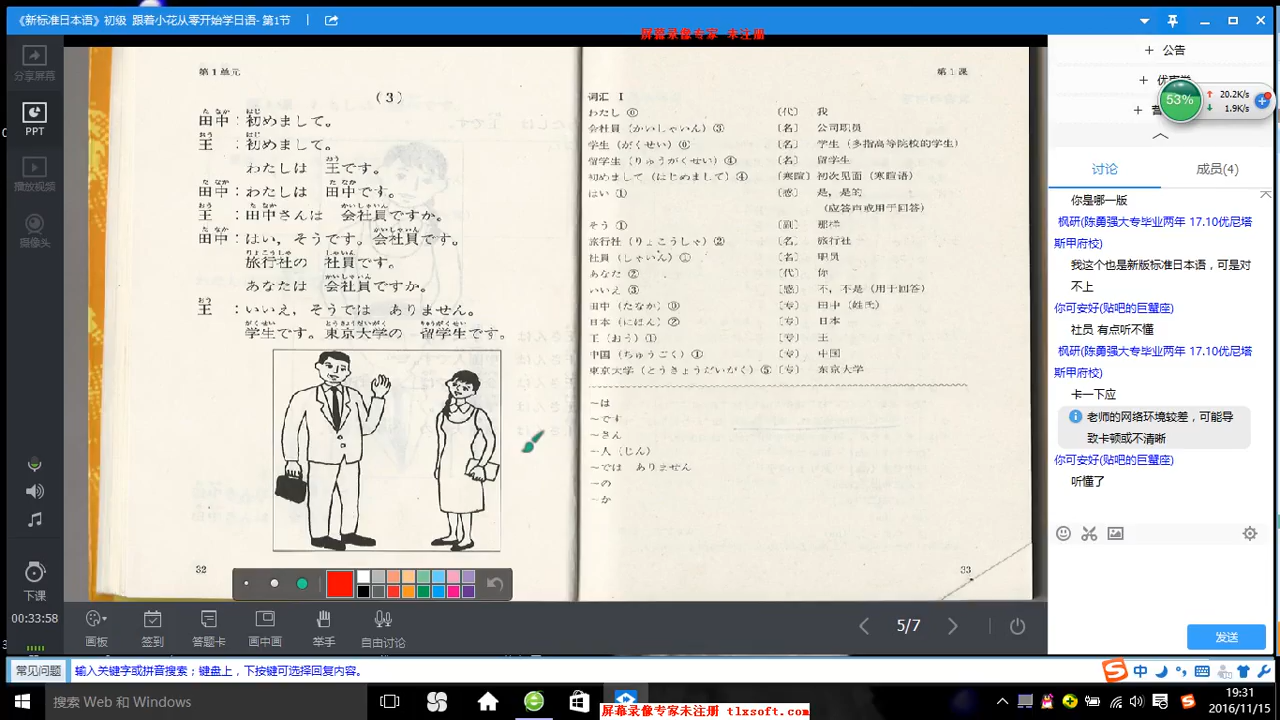 《新标准日本语》初级 跟着小花从零开始学日语- 第1节
屏幕录像专家 未注册
分享屏幕
PPT
播放视频
摄像头
下课
00:33:58
第1单元
(3)
田中：初めまして。
王　：初めまして。
わたしは 王です。
田中：わたしは 田中です。
王　：田中さんは 会社員ですか。
田中：はい，そうです。会社員です。
旅行社の 社員です。
あなたは 会社員ですか。
王　：いいえ，そうでは ありません。
学生です。東京大学の 留学生です。
32
第1课
词汇 I
わたし⓪ 〔代〕 我
会社員（かいしゃいん）③ 〔名〕 公司职员
学生（がくせい）⓪ 〔名〕 学生（多指高等院校的学生）
留学生（りゅうがくせい）④ 〔名〕 留学生
初めまして（はじめまして）④ 〔寒暄〕 初次见面（寒暄语）
はい① 〔感〕 是，是的
（应答声或用于回答）
そう① 〔副〕 那样
旅行社（りょこうしゃ）② 〔名〕 旅行社
社員（しゃいん）① 〔名〕 职员
あなた② 〔代〕 你
いいえ③ 〔感〕 不，不是（用于回答）
田中（たなか）⓪ 〔专〕 田中（姓氏）
日本（にほん）② 〔专〕 日本
王（おう）① 〔专〕 王
中国（ちゅうごく）① 〔专〕 中国
東京大学（とうきょうだいがく）⑤ 〔专〕 东京大学
～は
～です
～さん
～人（じん）
～では ありません
～の
～か
33
画板
签到
答题卡
画中画
举手
自由讨论
5/7
+ 公告
53%
20.2K/s
1.9K/s
讨论
成员(4)
你是哪一版
枫研(陈勇强大专毕业两年 17.10优尼塔
斯甲府校)
我这个也是新版标准日本语，可是对
不上
你可安好(贴吧的巨蟹座)
社员 有点听不懂
枫研(陈勇强大专毕业两年 17.10优尼塔
斯甲府校)
卡一下应
老师的网络环境较差，可能导
致卡顿或不清晰
你可安好(贴吧的巨蟹座)
听懂了
发送
常见问题
输入关键字或拼音搜索；键盘上，下按键可选择回复内容。
中
搜索 Web 和 Windows
屏幕录像专家未注册 tlxsoft.com
19:31
2016/11/15